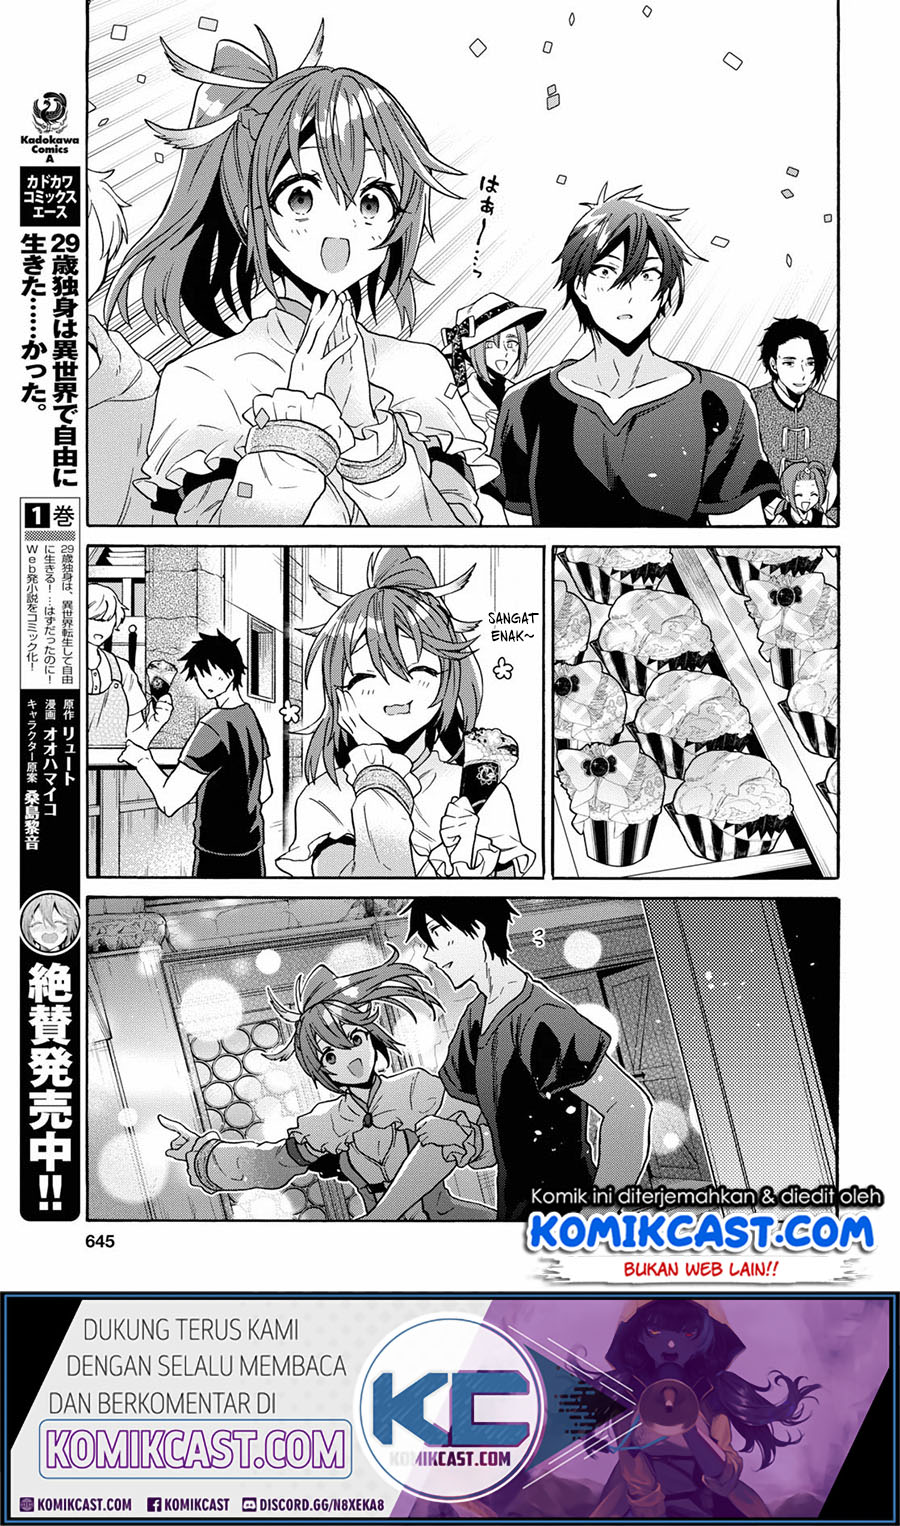 Kadokawa
Comics
A
カドカワ
コミックス
エース
29歳独身は異世界で自由に
生きた……かった。
1巻
29歳独身は、異世界転生して自由
に生きる！…はずだったのに！
Web発小説をコミック化！
原作 リュート
漫画 オオハマイコ
キャラクター原案 桑島黎音
絶賛発売中!!
はぁ〜…っ
SANGAT
ENAK~
645
Komik ini diterjemahkan & diedit oleh
KOMIKCAST.COM
BUKAN WEB LAIN!!
DUKUNG TERUS KAMI
DENGAN SELALU MEMBACA
DAN BERKOMENTAR DI
KOMIKCAST.COM
KC
KOMIKCAST.COM
KOMIKCAST.COM
KOMIKCAST
DISCORD.GG/N8XEKA8